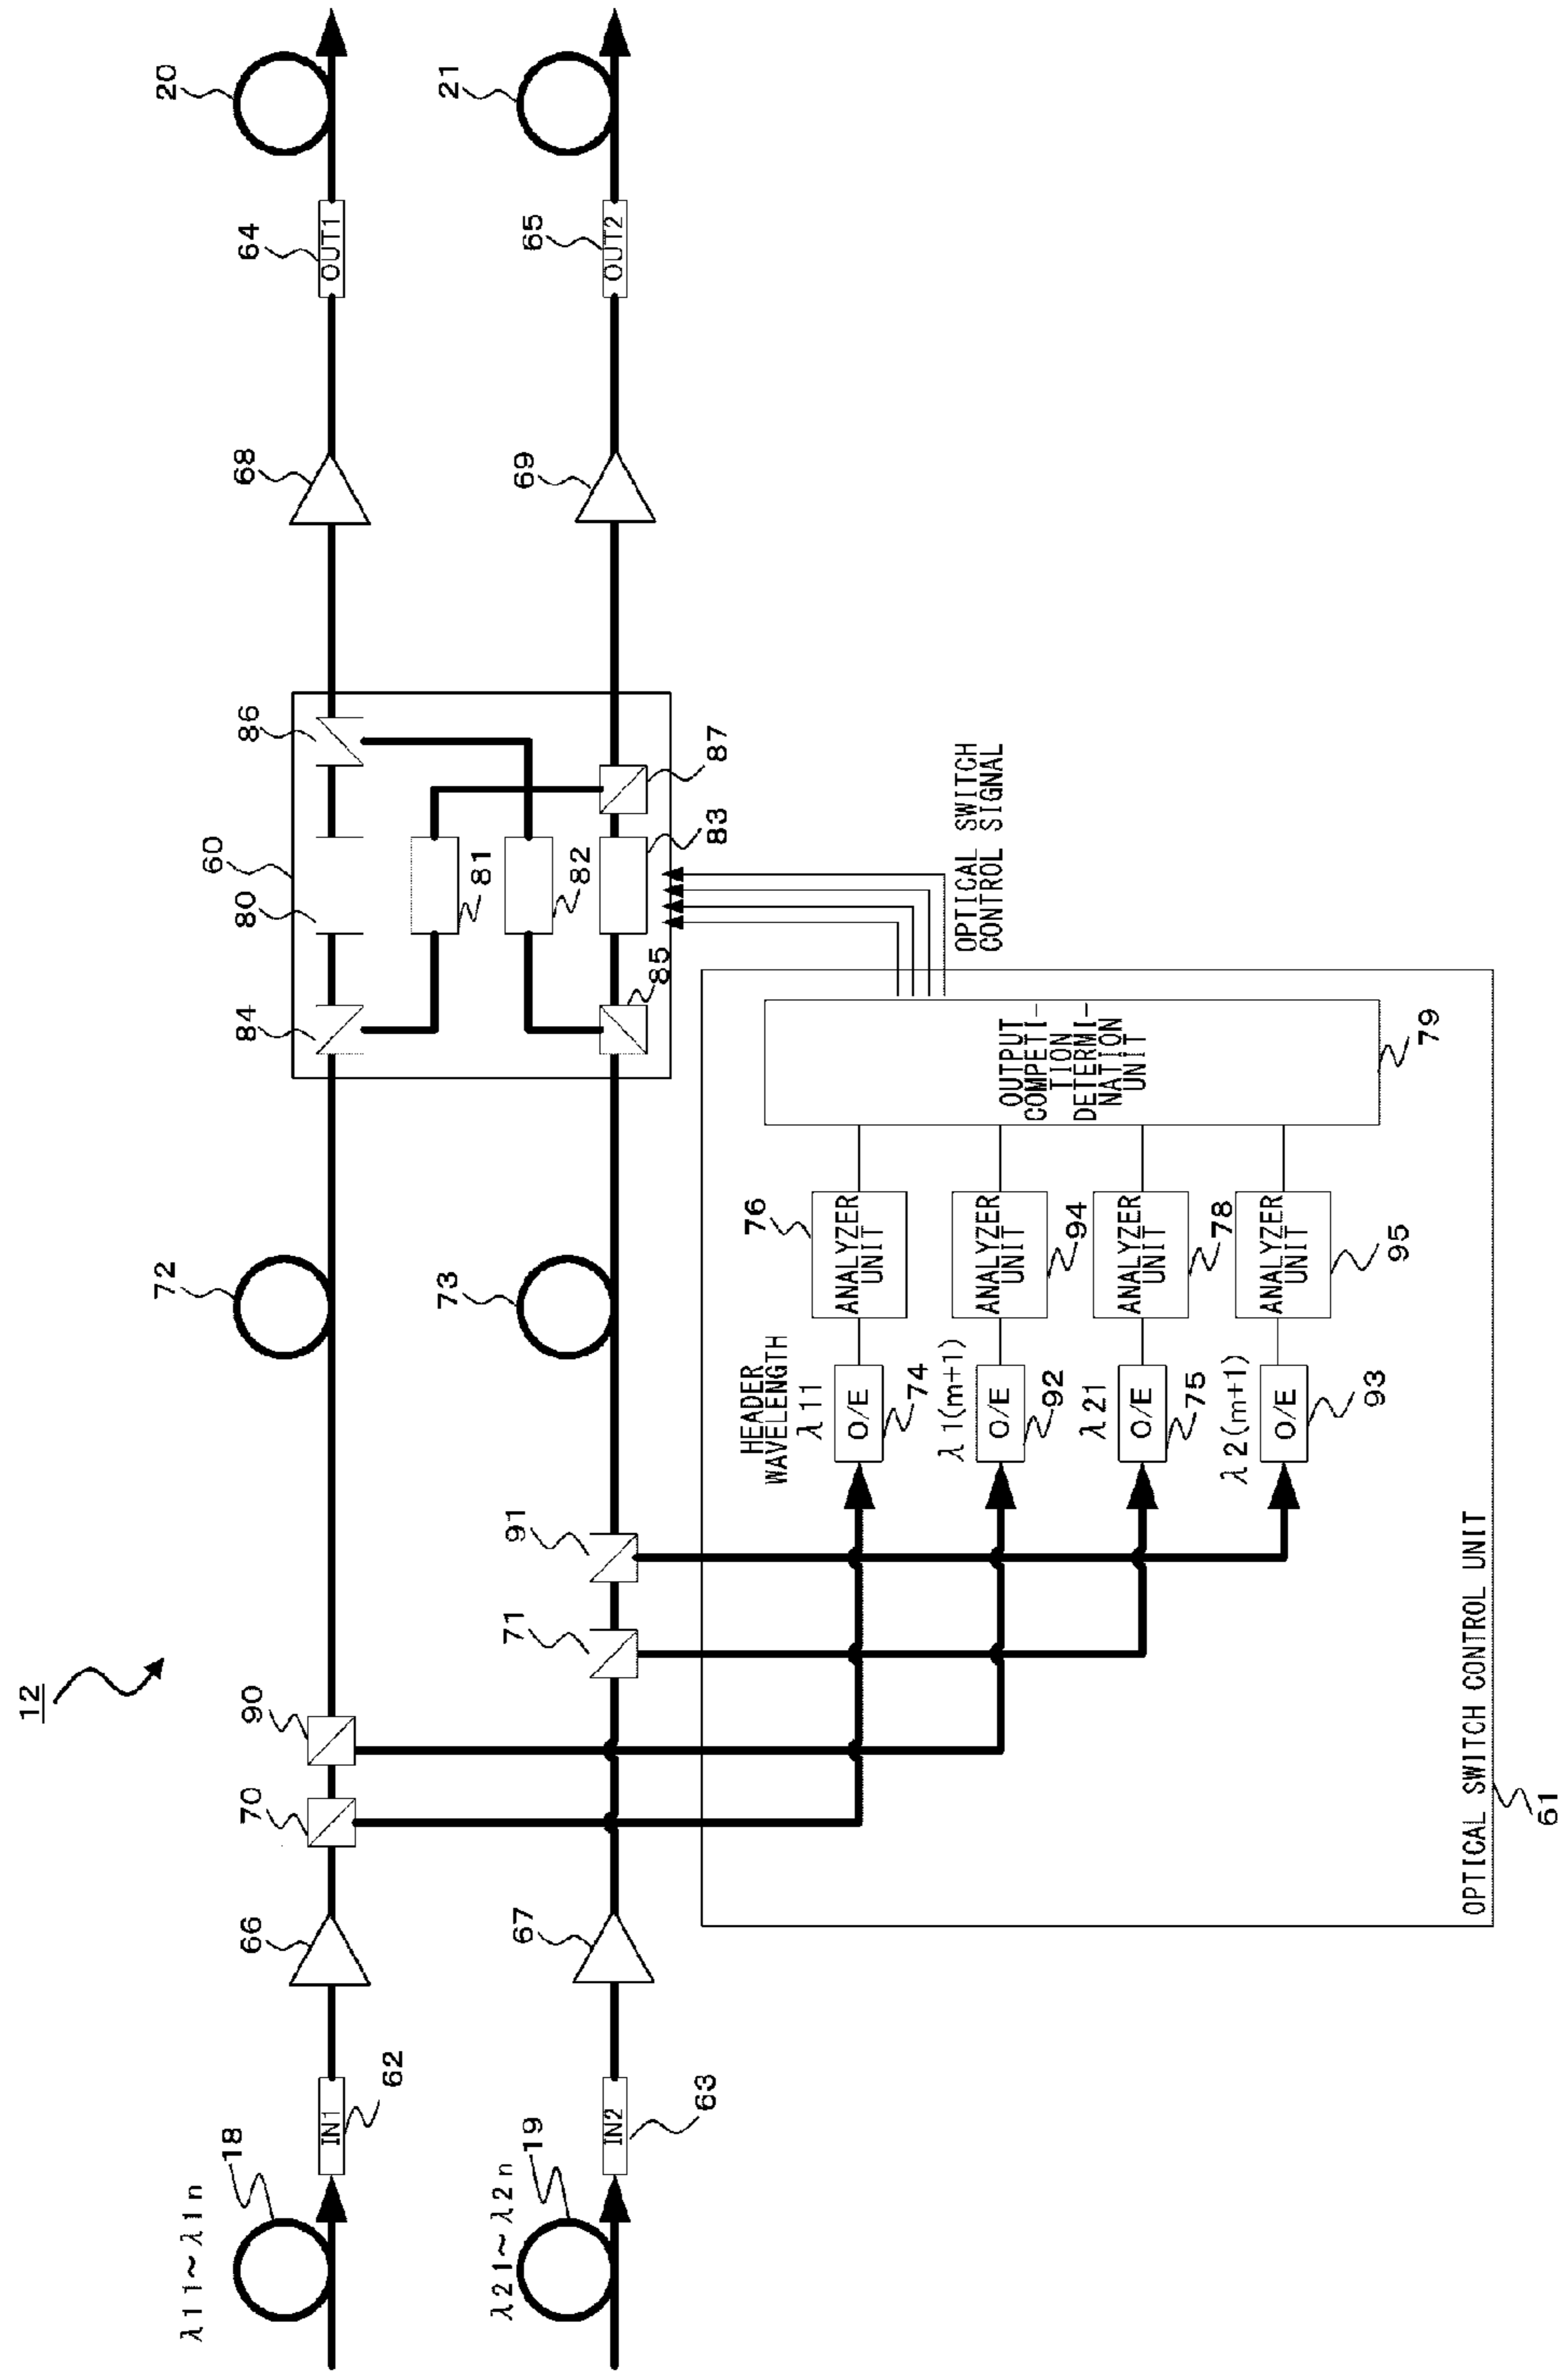 12
λ11~λ1n
18
IN1
62
66
70
90
72
84
80
60
86
68
64
OUT1
20
λ21~λ2n
19
IN2
63
67
71
91
73
85
81
82
83
87
69
65
OUT2
21
HEADER
WAVELENGTH
λ11
O/E
74
76
ANALYZER
UNIT
λ1(m+1)
O/E
92
ANALYZER
UNIT
94
λ21
O/E
75
ANALYZER
UNIT
78
λ2(m+1)
O/E
93
ANALYZER
UNIT
95
OUTPUT
COMPETI-
TION
DETERMI-
NATION
UNIT
79
OPTICAL SWITCH
CONTROL SIGNAL
OPTICAL SWITCH CONTROL UNIT
61